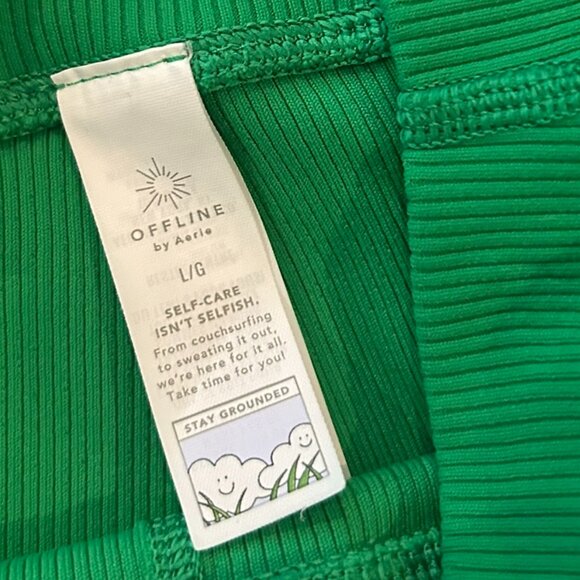 OFFLINE
by Aerie
L/G
SELF-CARE
ISN'T SELFISH.
From couchsurfing
to sweating it out,
we're here for it all.
Take time for you!
STAY GROUNDED